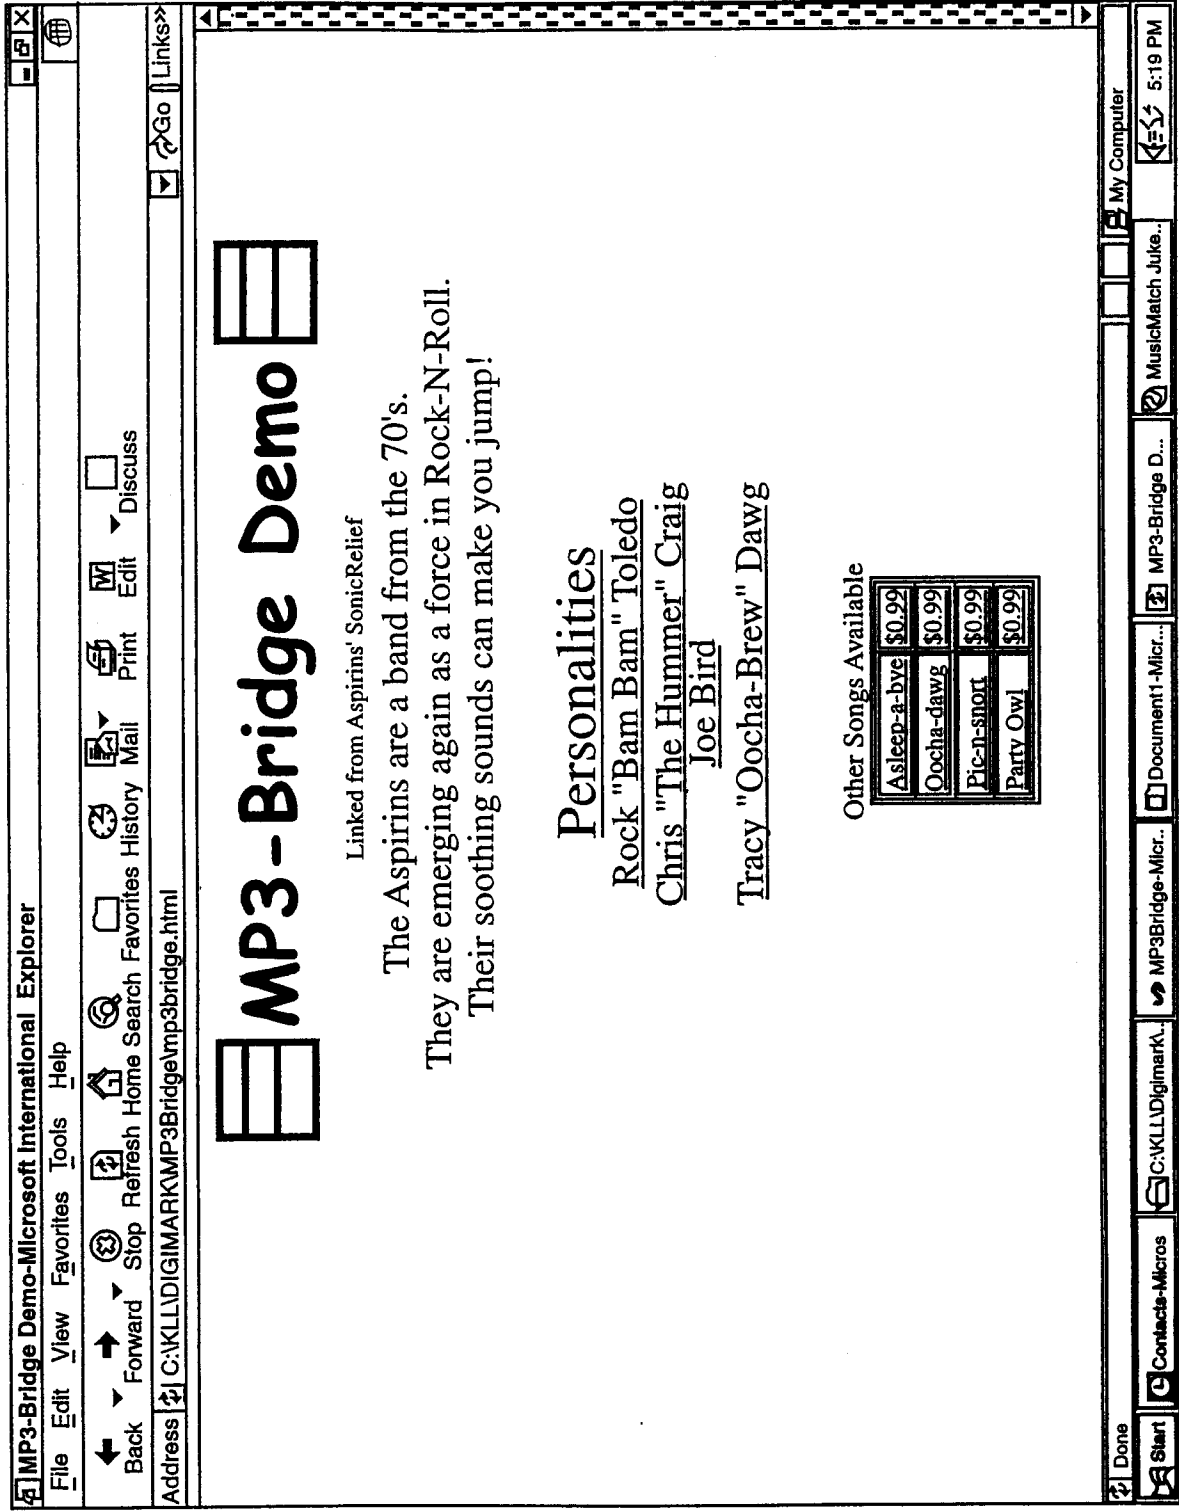 MP3-Bridge Demo-Microsoft International Explorer
File Edit View Favorites Tools Help
Back Forward Stop Refresh Home Search Favorites History Mail Print Edit Discuss
Address C:\KLL\DIGIMARK\MP3Bridge\mp3bridge.html Go Links»
MP3-Bridge Demo
Linked from Aspirins' SonicRelief
The Aspirins are a band from the 70's.
They are emerging again as a force in Rock-N-Roll.
Their soothing sounds can make you jump!
Personalities
Rock "Bam Bam" Toledo
Chris "The Hummer" Craig
Joe Bird
Tracy "Oocha-Brew" Dawg
Other Songs Available
Asleep-a-bye $0.99
Oocha-dawg $0.99
Pic-n-snort $0.99
Party Owl $0.99
Done My Computer
Start Contacts-Micros C:\KLL\Digimark\.. MP3Bridge-Micr.. Document1-Micr... MP3-Bridge D... MusicMatch Juke.. 5:19 PM